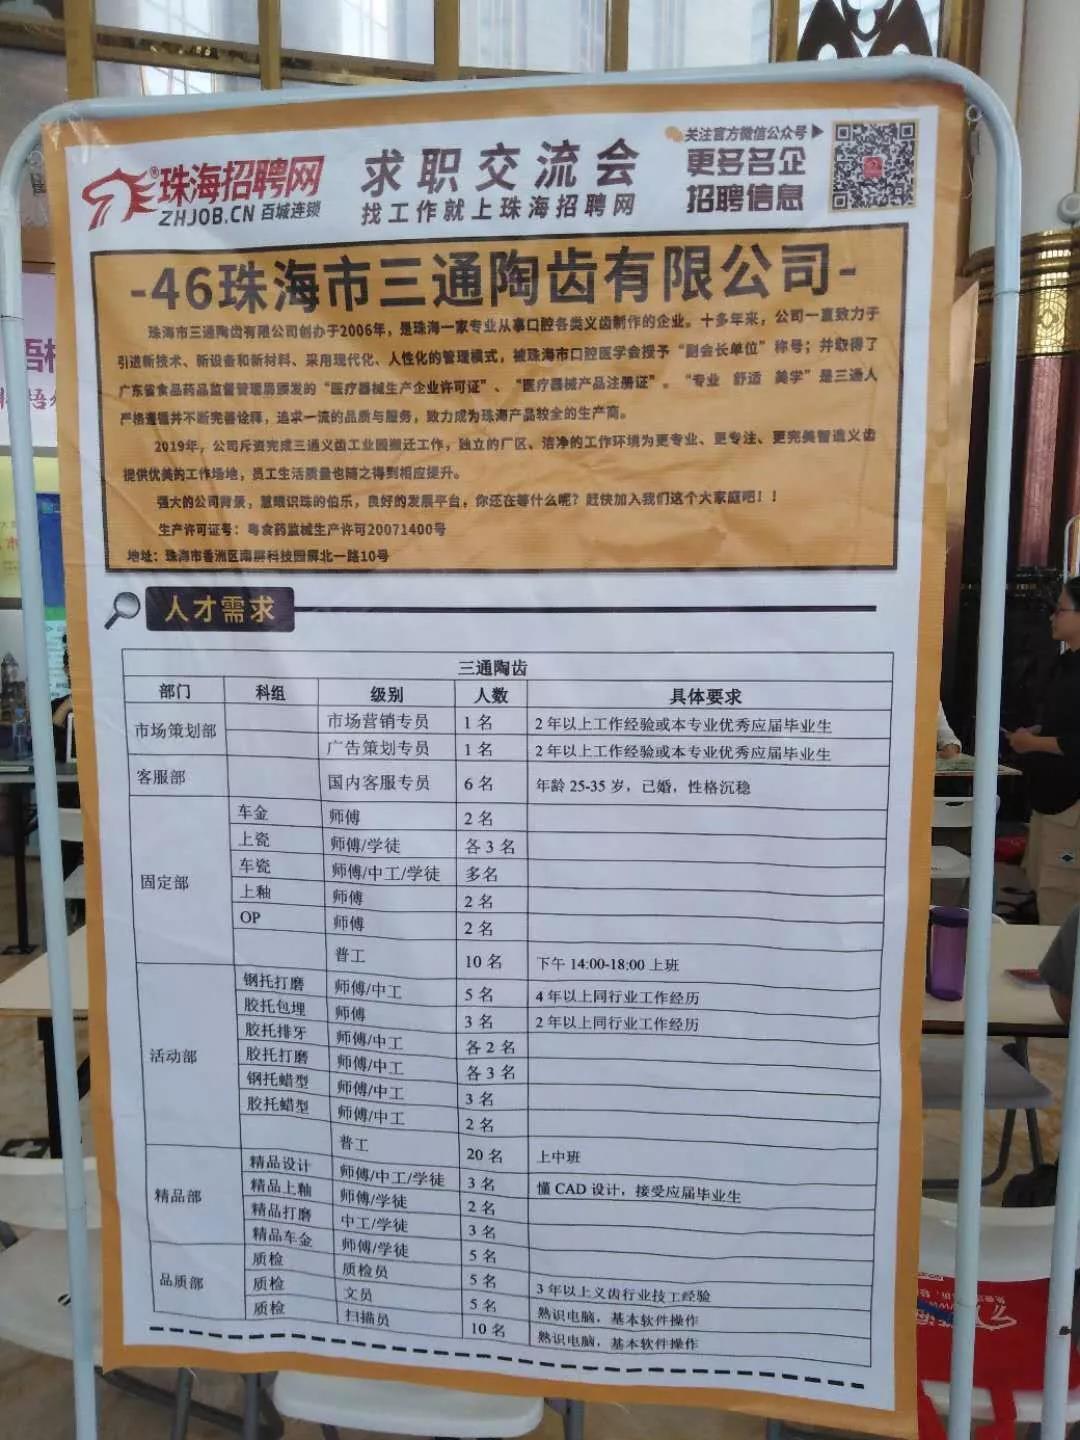 珠海招聘网
ZHJOB.CN 百城连锁
求职交流会
找工作就上珠海招聘网
关注官方微信公众号
更多名企
招聘信息
-46珠海市三通陶齿有限公司-
珠海市三通陶齿有限公司创办于2006年，是珠海一家专业从事口腔各类义齿制作的企业。十多年来，公司一直致力于
引进新技术、新设备和新材料、采用现代化、人性化的管理模式，被珠海市口腔医学会授予“副会长单位”称号；并取得了
广东省食品药品监督管理局颁发的“医疗器械生产企业许可证”、“医疗器械产品注册证”。“专业 舒适 美学”是三通人
严格遵循并不断完善诠释，追求一流的品质与服务，致力成为珠海产品较全的生产商。
2019年，公司斥资完成三通义齿工业园搬迁工作，独立的厂区、洁净的工作环境为更专业、更专注、更完美智造义齿
提供优美的工作场地，员工生活质量也随之得到相应提升。
强大的公司背景，慧眼识珠的伯乐，良好的发展平台，你还在等什么呢？赶快加入我们这个大家庭吧！！
生产许可证号：粤食药监械生产许可20071400号
地址：珠海市香洲区南屏科技园屏北一路10号
人才需求
三通陶齿
部门 科组 级别 人数 具体要求
市场策划部 市场营销专员 1名 2年以上工作经验或本专业优秀应届毕业生
广告策划专员 1名 2年以上工作经验或本专业优秀应届毕业生
客服部 国内客服专员 6名 年龄25-35岁，已婚，性格沉稳
固定部 车金 师傅 2名
上瓷 师傅/学徒 各3名
车瓷 师傅/中工/学徒 多名
上釉 师傅 2名
OP 师傅 2名
普工 10名 下午14:00-18:00上班
活动部 钢托打磨 师傅/中工 5名 4年以上同行业工作经历
胶托包埋 师傅 3名 2年以上同行业工作经历
胶托排牙 师傅/中工 各2名
胶托打磨 师傅/中工 各3名
钢托蜡型 师傅/中工 3名
胶托蜡型 师傅/中工 2名
普工 20名 上中班
精品部 精品设计 师傅/中工/学徒 3名 懂CAD设计，接受应届毕业生
精品上釉 师傅/学徒 2名
精品打磨 中工/学徒 3名
精品车金 师傅/学徒 5名
品质部 质检 质检员 5名 3年以上义齿行业技工经验
质检 文员 5名 熟识电脑，基本软件操作
质检 扫描员 10名 熟识电脑，基本软件操作